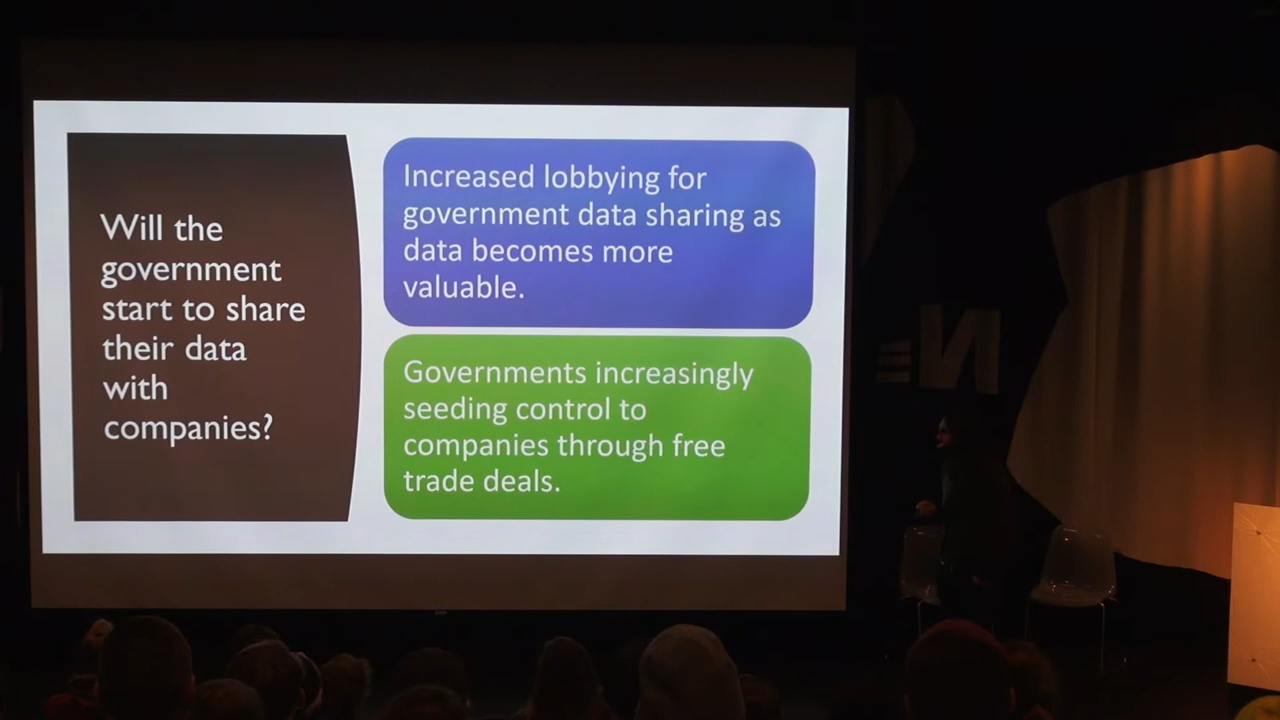 Will the
government
start to share
their data
with
companies?
Increased lobbying for
government data sharing as
data becomes more
valuable.
Governments increasingly
seeding control to
companies through free
trade deals.